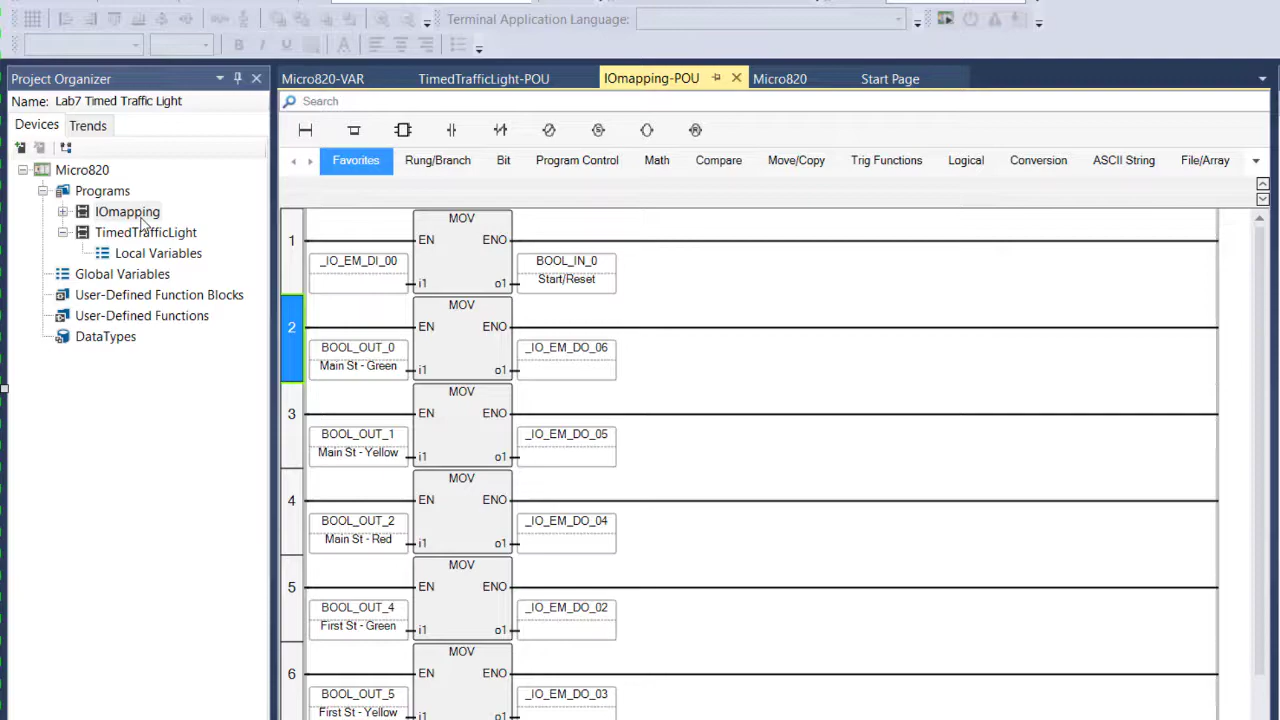 Terminal Application Language:
B I U A
Project Organizer
Micro820-VAR TimedTrafficLight-POU IOmapping-POU Micro820 Start Page
Name: Lab7 Timed Traffic Light
Search
Devices Trends
Favorites Rung/Branch Bit Program Control Math Compare Move/Copy Trig Functions Logical Conversion ASCII String File/Array
Micro820
Programs
IOmapping
TimedTrafficLight
Local Variables
Global Variables
User-Defined Function Blocks
User-Defined Functions
DataTypes
1
MOV
EN ENO
_IO_EM_DI_00 BOOL_IN_0
Start/Reset
i1 o1
2
MOV
EN ENO
BOOL_OUT_0 _IO_EM_DO_06
Main St - Green
i1 o1
3
MOV
EN ENO
BOOL_OUT_1 _IO_EM_DO_05
Main St - Yellow
i1 o1
4
MOV
EN ENO
BOOL_OUT_2 _IO_EM_DO_04
Main St - Red
i1 o1
5
MOV
EN ENO
BOOL_OUT_4 _IO_EM_DO_02
First St - Green
i1 o1
6
MOV
EN ENO
BOOL_OUT_5 _IO_EM_DO_03
First St - Yellow
i1 o1